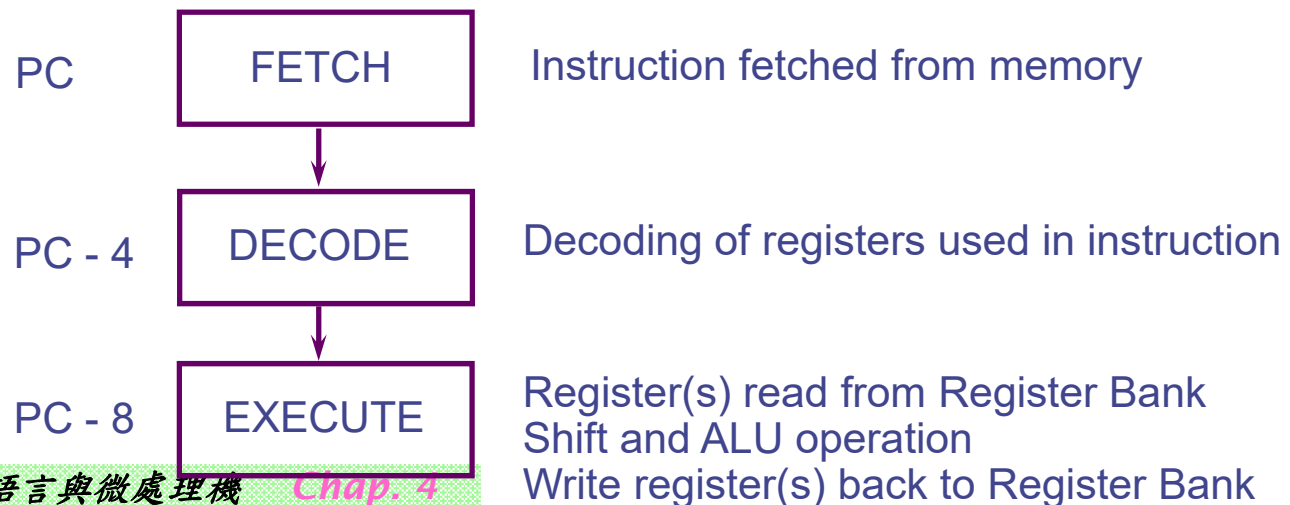 PC FETCH Instruction fetched from memory
PC - 4 DECODE Decoding of registers used in instruction
PC - 8 EXECUTE Register(s) read from Register Bank
Shift and ALU operation
語言與微處理機 Chap. 4 Write register(s) back to Register Bank